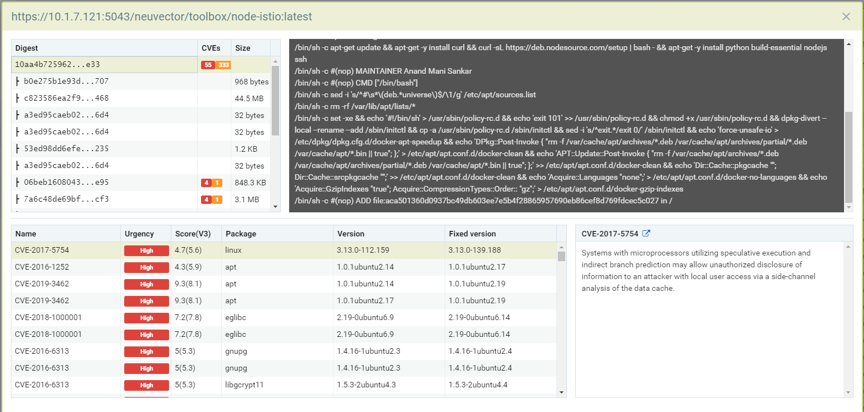 https://10.1.7.121:5043/neuvector/toolbox/node-istio:latest
Digest CVEs Size
10aa4b725962...e33 55 333
b0e275b1e93d...707 968 bytes
c823586ea2f9...468 44.5 MB
a3ed95caeb02...6d4 32 bytes
a3ed95caeb02...6d4 32 bytes
53ed98dd6efe...235 1.2 KB
a3ed95caeb02...6d4 32 bytes
06beb1608043...e95 4 1 848.3 KB
7a6c48de69bf...cf3 4 1 3.1 MB
/bin/sh -c apt-get update && apt-get -y install curl && curl -sL https://deb.nodesource.com/setup | bash - && apt-get -y install python build-essential nodejs
ssh
/bin/sh -c #(nop) MAINTAINER Anand Mani Sankar
/bin/sh -c #(nop) CMD ["/bin/bash"]
/bin/sh -c sed -i 's/^#\s*\(deb.*universe\)$/\1/g' /etc/apt/sources.list
/bin/sh -c rm -rf /var/lib/apt/lists/*
/bin/sh -c set -xe && echo '#!/bin/sh' > /usr/sbin/policy-rc.d && echo 'exit 101' >> /usr/sbin/policy-rc.d && chmod +x /usr/sbin/policy-rc.d && dpkg-divert --
local --rename --add /sbin/initctl && cp -a /usr/sbin/policy-rc.d /sbin/initctl && sed -i 's/^exit.*/exit 0/' /sbin/initctl && echo 'force-unsafe-io' >
/etc/dpkg/dpkg.cfg.d/docker-apt-speedup && echo 'DPkg::Post-Invoke { "rm -f /var/cache/apt/archives/*.deb /var/cache/apt/archives/partial/*.deb
/var/cache/apt/*.bin || true"; };' > /etc/apt/apt.conf.d/docker-clean && echo 'APT::Update::Post-Invoke { "rm -f /var/cache/apt/archives/*.deb
/var/cache/apt/archives/partial/*.deb /var/cache/apt/*.bin || true"; };' >> /etc/apt/apt.conf.d/docker-clean && echo 'Dir::Cache::pkgcache "";
Dir::Cache::srcpkgcache "";' >> /etc/apt/apt.conf.d/docker-clean && echo 'Acquire::Languages "none";' > /etc/apt/apt.conf.d/docker-no-languages && echo
'Acquire::GzipIndexes "true"; Acquire::CompressionTypes::Order:: "gz";' > /etc/apt/apt.conf.d/docker-gzip-indexes
/bin/sh -c #(nop) ADD file:aca501360d0937bc49db603ee7e5b4f28865957690eb86cef8d769fdcec5c027 in /
Name Urgency Score(V3) Package Version Fixed version
CVE-2017-5754 High 4.7(5.6) linux 3.13.0-112.159 3.13.0-139.188
CVE-2016-1252 High 4.3(5.9) apt 1.0.1ubuntu2.14 1.0.1ubuntu2.17
CVE-2019-3462 High 9.3(8.1) apt 1.0.1ubuntu2.14 1.0.1ubuntu2.19
CVE-2019-3462 High 9.3(8.1) apt 1.0.1ubuntu2.17 1.0.1ubuntu2.19
CVE-2018-1000001 High 7.2(7.8) eglibc 2.19-0ubuntu6.9 2.19-0ubuntu6.14
CVE-2018-1000001 High 7.2(7.8) eglibc 2.19-0ubuntu6.11 2.19-0ubuntu6.14
CVE-2016-6313 High 5(5.3) gnupg 1.4.16-1ubuntu2.3 1.4.16-1ubuntu2.4
CVE-2016-6313 High 5(5.3) gnupg 1.4.16-1ubuntu2.3 1.4.16-1ubuntu2.4
CVE-2016-6313 High 5(5.3) libgcrypt11 1.5.3-2ubuntu4.3 1.5.3-2ubuntu4.4
CVE-2017-5754
Systems with microprocessors utilizing speculative execution and
indirect branch prediction may allow unauthorized disclosure of
information to an attacker with local user access via a side-channel
analysis of the data cache.